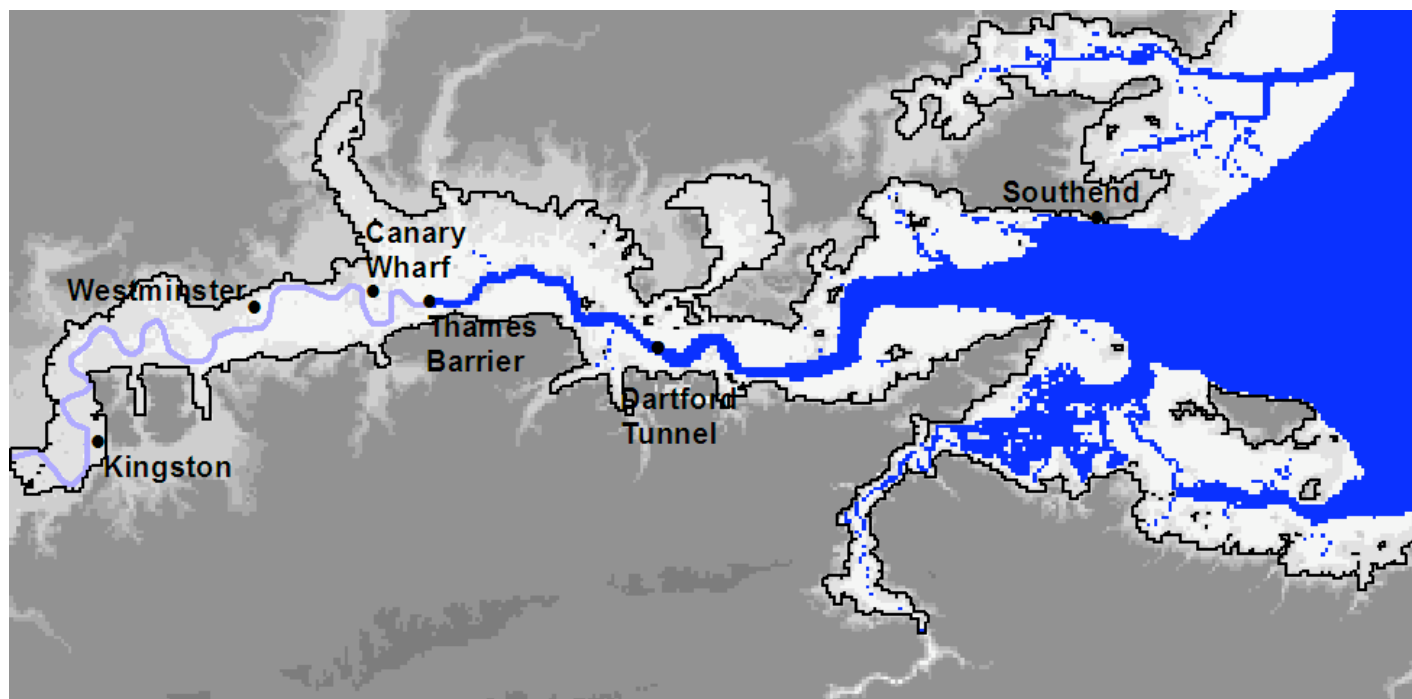 Southend
Canary
Wharf
Westminster
Thames
Barrier
Dartford
Tunnel
Kingston